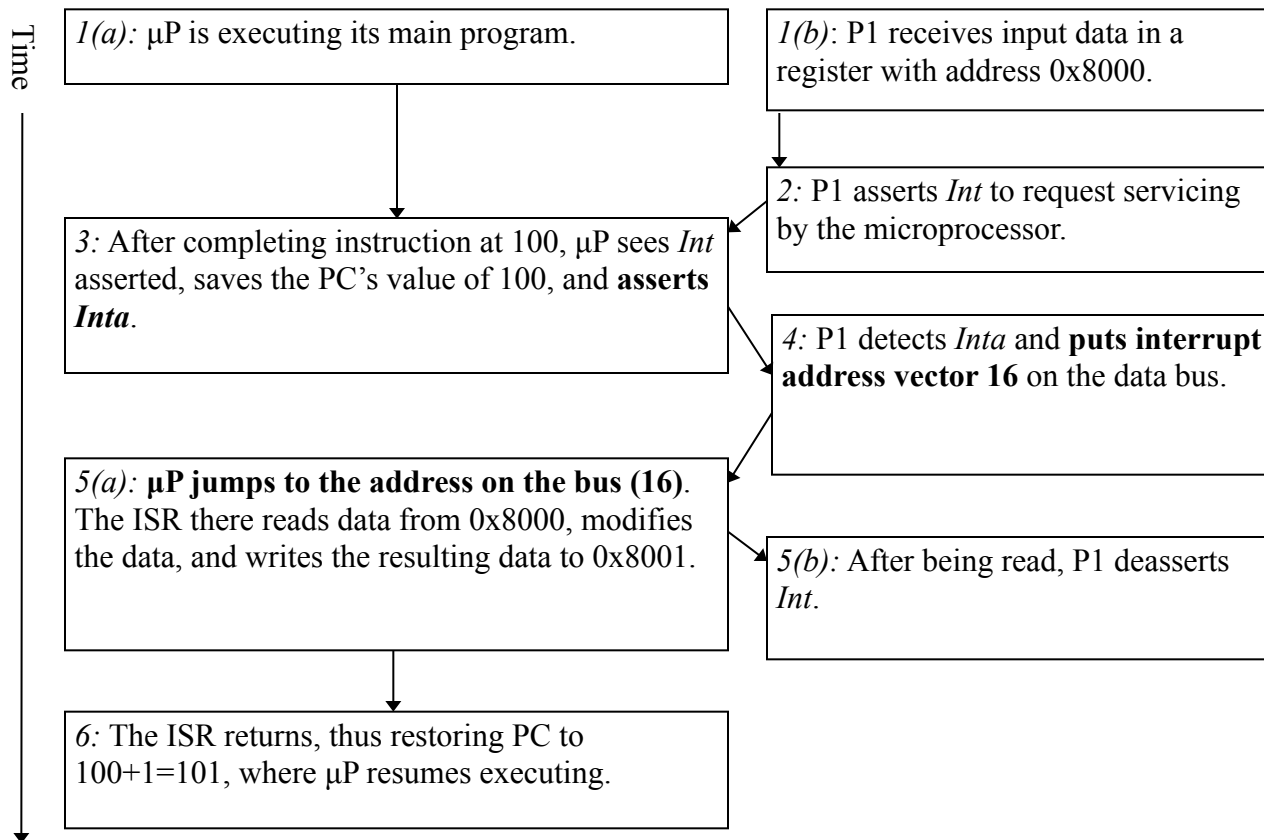 Time
1(a): μP is executing its main program.
1(b): P1 receives input data in a
register with address 0x8000.
2: P1 asserts Int to request servicing
by the microprocessor.
3: After completing instruction at 100, μP sees Int
asserted, saves the PC’s value of 100, and asserts
Inta.
4: P1 detects Inta and puts interrupt
address vector 16 on the data bus.
5(a): μP jumps to the address on the bus (16).
The ISR there reads data from 0x8000, modifies
the data, and writes the resulting data to 0x8001.
5(b): After being read, P1 deasserts
Int.
6: The ISR returns, thus restoring PC to
100+1=101, where μP resumes executing.